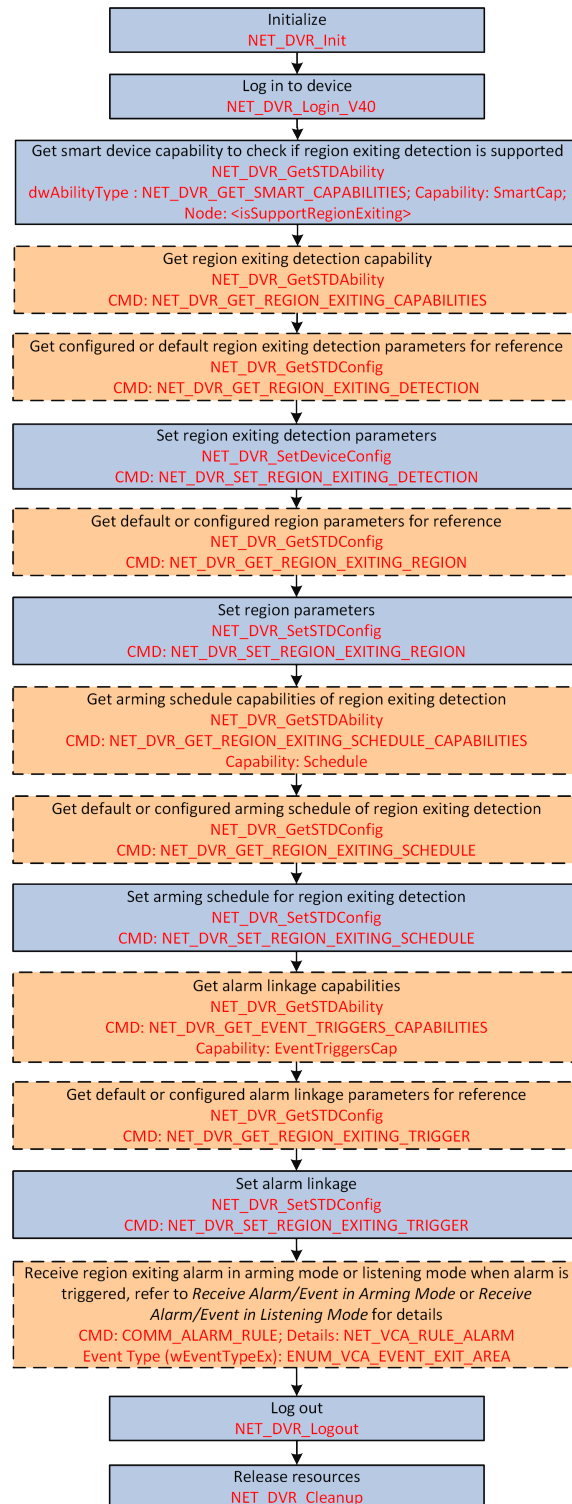 Initialize
NET_DVR_Init
Log in to device
NET_DVR_Login_V40
Get smart device capability to check if region exiting detection is supported
NET_DVR_GetSTDAbility
dwAbilityType : NET_DVR_GET_SMART_CAPABILITIES; Capability: SmartCap;
Node: <isSupportRegionExiting>
Get region exiting detection capability
NET_DVR_GetSTDAbility
CMD: NET_DVR_GET_REGION_EXITING_CAPABILITIES
Get configured or default region exiting detection parameters for reference
NET_DVR_GetSTDConfig
CMD: NET_DVR_GET_REGION_EXITING_DETECTION
Set region exiting detection parameters
NET_DVR_SetDeviceConfig
CMD: NET_DVR_SET_REGION_EXITING_DETECTION
Get default or configured region parameters for reference
NET_DVR_GetSTDConfig
CMD: NET_DVR_GET_REGION_EXITING_REGION
Set region parameters
NET_DVR_SetSTDConfig
CMD: NET_DVR_SET_REGION_EXITING_REGION
Get arming schedule capabilities of region exiting detection
NET_DVR_GetSTDAbility
CMD: NET_DVR_GET_REGION_EXITING_SCHEDULE_CAPABILITIES
Capability: Schedule
Get default or configured arming schedule of region exiting detection
NET_DVR_GetSTDConfig
CMD: NET_DVR_GET_REGION_EXITING_SCHEDULE
Set arming schedule for region exiting detection
NET_DVR_SetSTDConfig
CMD: NET_DVR_SET_REGION_EXITING_SCHEDULE
Get alarm linkage capabilities
NET_DVR_GetSTDAbility
CMD: NET_DVR_GET_EVENT_TRIGGERS_CAPABILITIES
Capability: EventTriggersCap
Get default or configured alarm linkage parameters for reference
NET_DVR_GetSTDConfig
CMD: NET_DVR_GET_REGION_EXITING_TRIGGER
Set alarm linkage
NET_DVR_SetSTDConfig
CMD: NET_DVR_SET_REGION_EXITING_TRIGGER
Receive region exiting alarm in arming mode or listening mode when alarm is
triggered, refer to Receive Alarm/Event in Arming Mode or Receive
Alarm/Event in Listening Mode for details
CMD: COMM_ALARM_RULE; Details: NET_VCA_RULE_ALARM
Event Type (wEventTypeEx): ENUM_VCA_EVENT_EXIT_AREA
Log out
NET_DVR_Logout
Release resources
NET_DVR_Cleanup